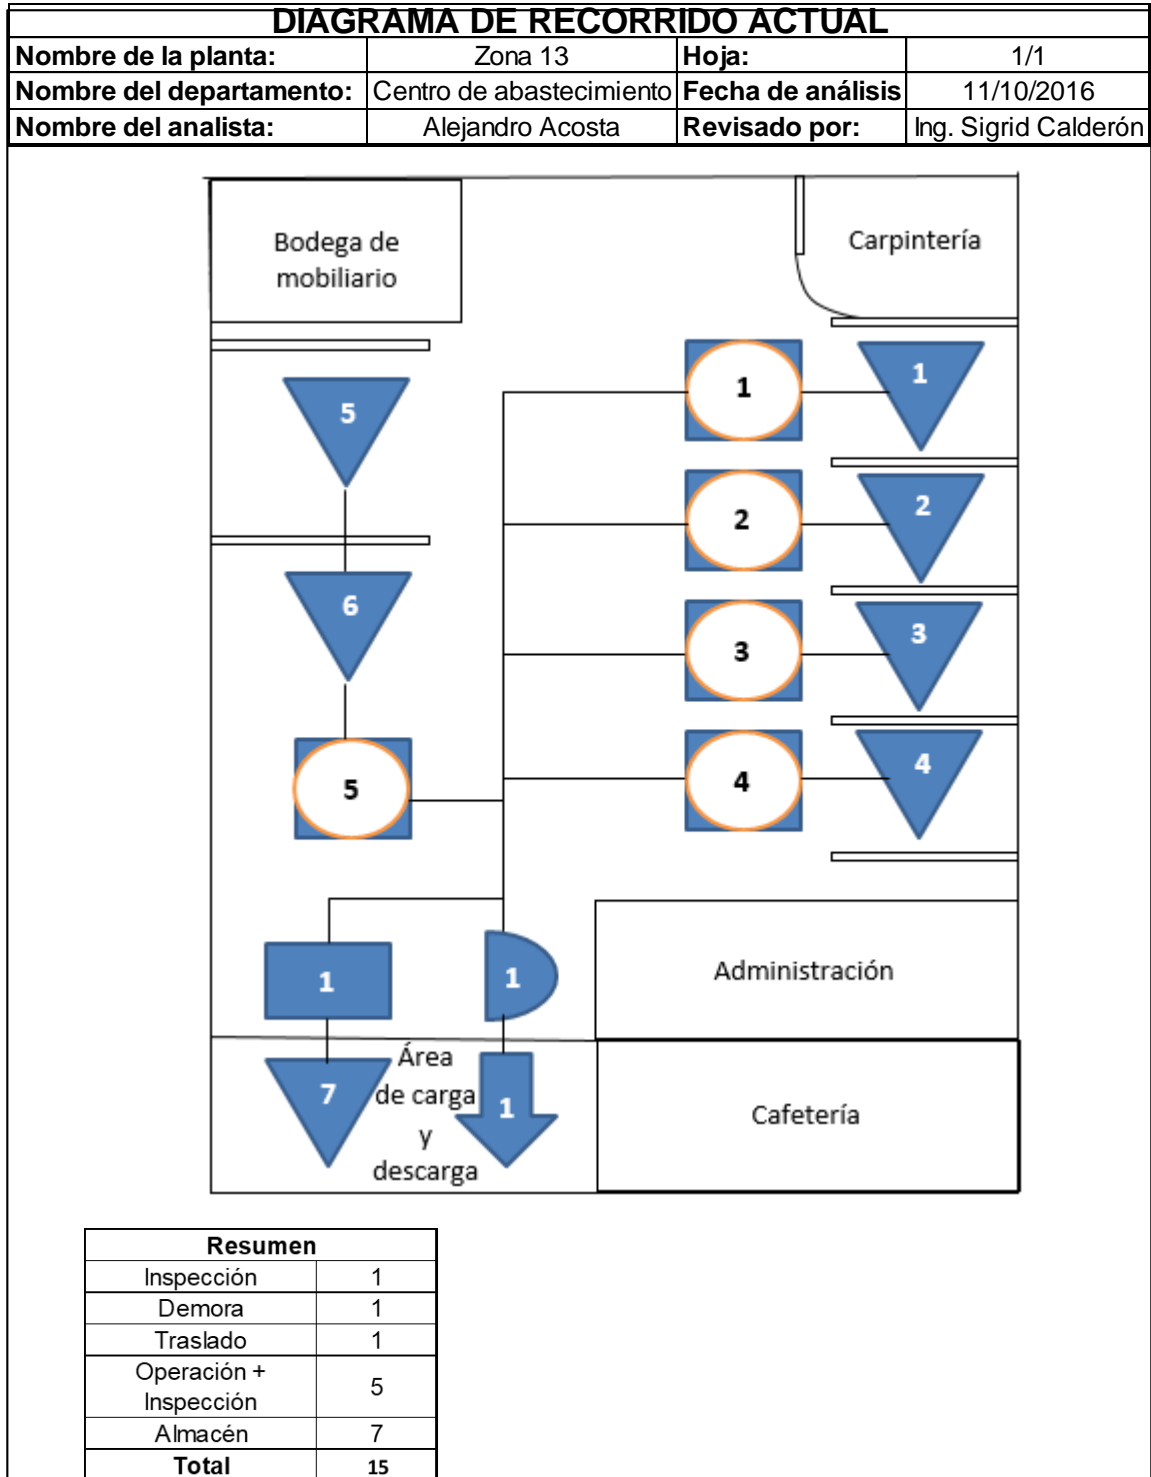 DIAGRAMA DE RECORRIDO ACTUAL
Nombre de la planta: Zona 13 Hoja: 1/1
Nombre del departamento: Centro de abastecimiento Fecha de análisis 11/10/2016
Nombre del analista: Alejandro Acosta Revisado por: Ing. Sigrid Calderón
Bodega de
mobiliario
Carpintería
1 1
5
2 2
6
3 3
4 4
5
1 1
Administración
7
Área
de carga
y
descarga
1
Cafetería
Resumen
Inspección 1
Demora 1
Traslado 1
Operación +
Inspección 5
Almacén 7
Total 15